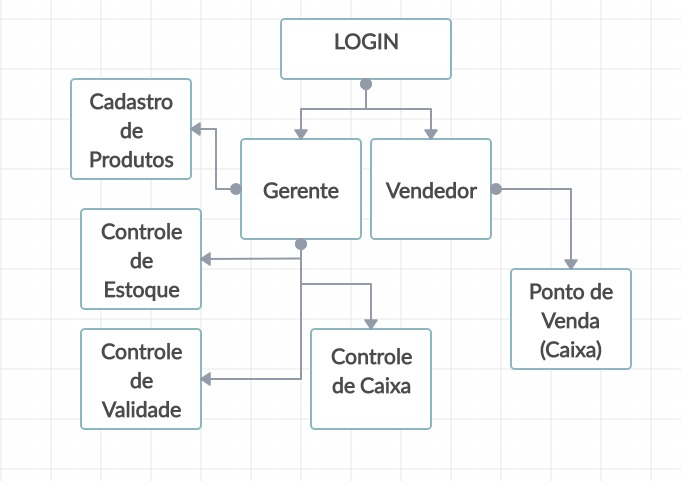 LOGIN
Cadastro
de
Produtos
Gerente
Vendedor
Controle
de
Estoque
Ponto de
Venda
(Caixa)
Controle
de
Validade
Controle
de Caixa